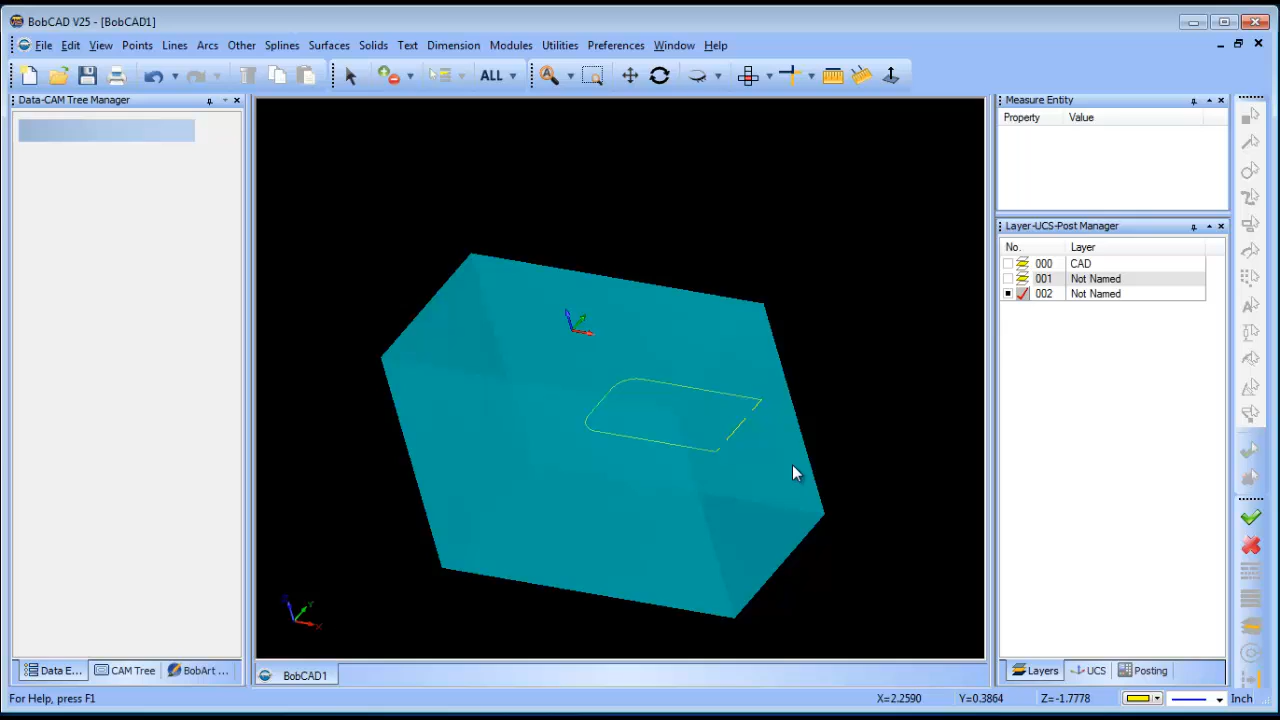 BobCAD V25 - [BobCAD1]
File Edit View Points Lines Arcs Other Splines Surfaces Solids Text Dimension Modules Utilities Preferences Window Help
ALL
Data-CAM Tree Manager
Measure Entity
Property Value
Layer-UCS-Post Manager
No. Layer
000 CAD
001 Not Named
002 Not Named
Z Y X
Data E... CAM Tree BobArt ...
BobCAD1
Layers UCS Posting
For Help, press F1
X=2.2590 Y=0.3864 Z=-1.7778 Inch